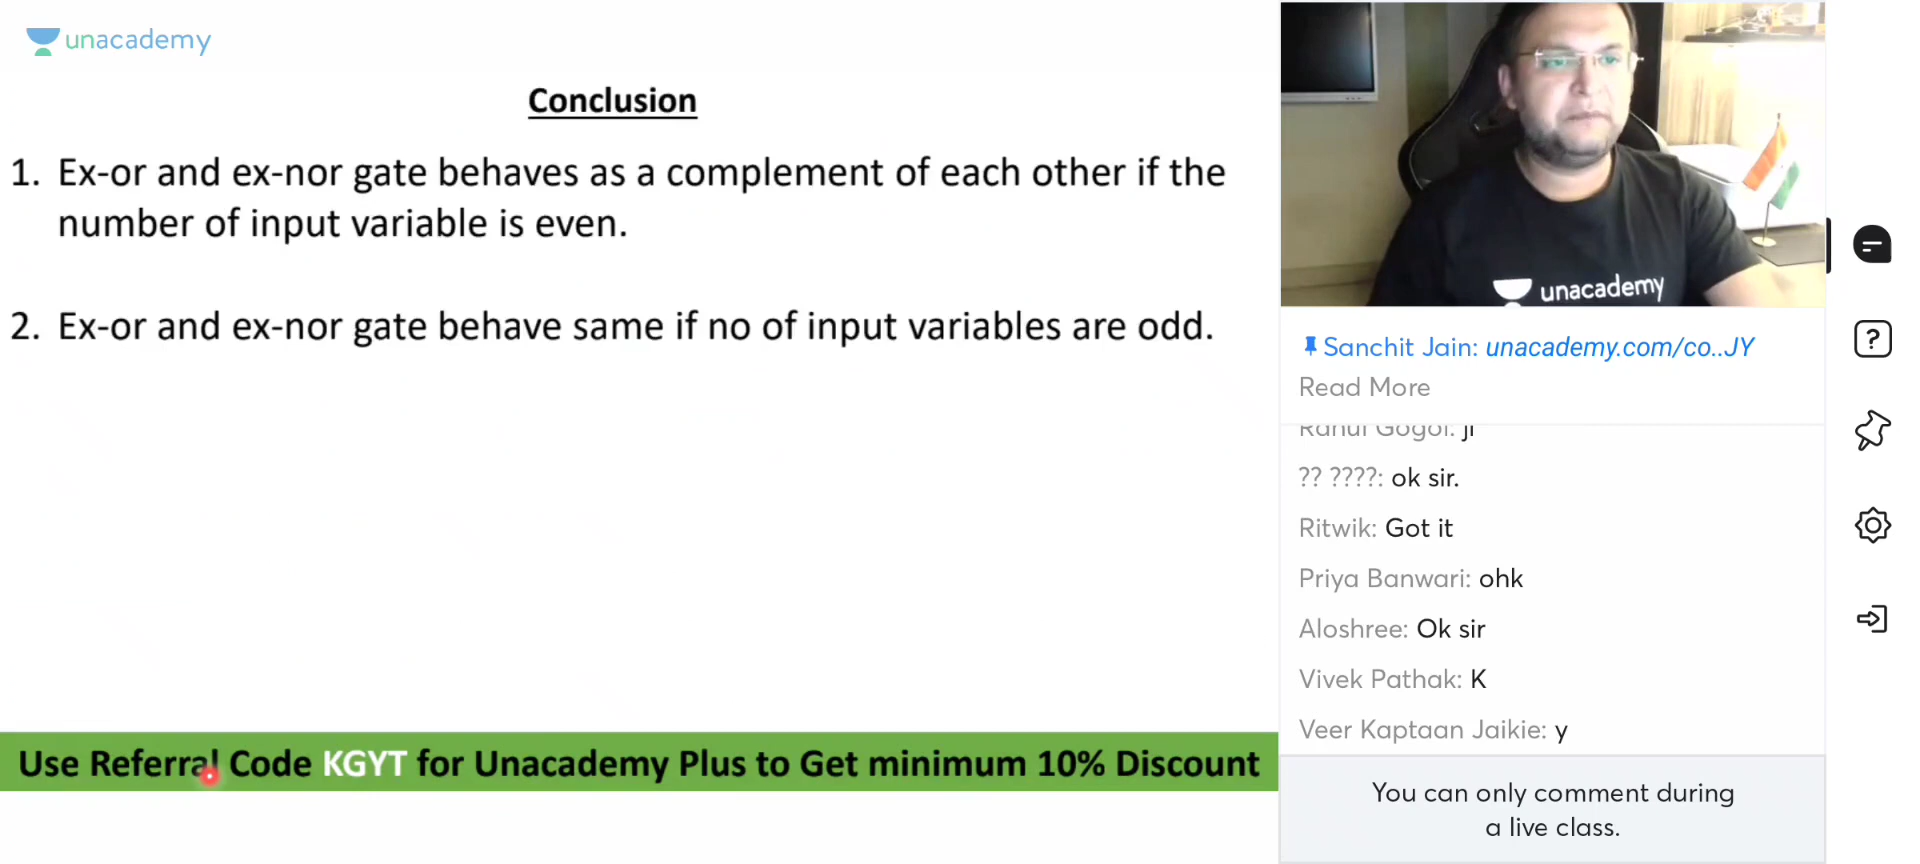 unacademy
Conclusion
1. Ex-or and ex-nor gate behaves as a complement of each other if the
number of input variable is even.
2. Ex-or and ex-nor gate behave same if no of input variables are odd.
Use Referral Code KGYT for Unacademy Plus to Get minimum 10% Discount
unacademy
Sanchit Jain: unacademy.com/co..JY
Read More
Rahul Gogoi: ji
?? ????: ok sir.
Ritwik: Got it
Priya Banwari: ohk
Aloshree: Ok sir
Vivek Pathak: K
Veer Kaptaan Jaikie: y
You can only comment during
a live class.
?